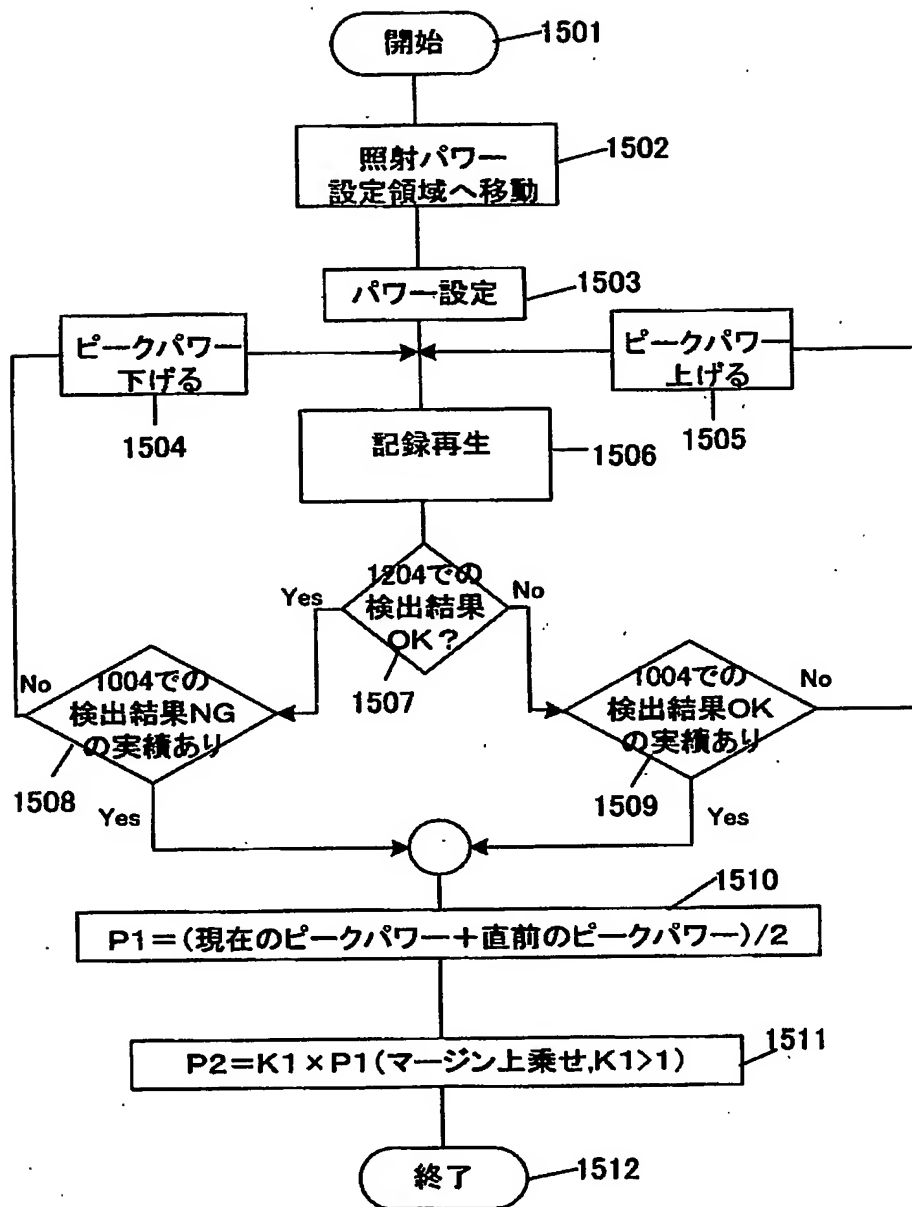 開始
1501
照射パワー
設定領域へ移動
1502
パワー設定
1503
ピークパワー
下げる
1504
ピークパワー
上げる
1505
記録再生
1506
1204での
検出結果
OK?
Yes
No
1507
1004での
検出結果NG
の実績あり
No
1508
Yes
1004での
検出結果OK
の実績あり
No
1509
Yes
1510
P1=(現在のピークパワー+直前のピークパワー)/2
P2=K1×P1(マージン上乗せ,K1>1)
1511
終了
1512